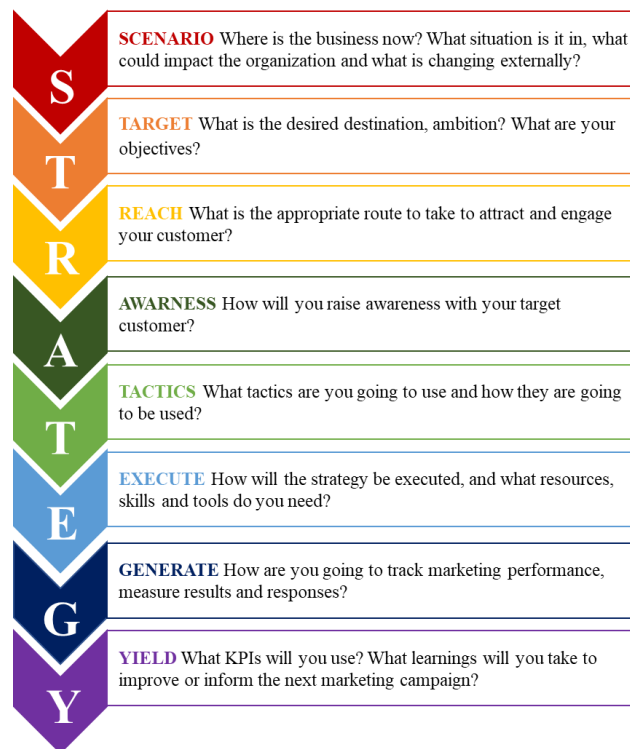 S
SCENARIO Where is the business now? What situation is it in, what
could impact the organization and what is changing externally?
T
TARGET What is the desired destination, ambition? What are your
objectives?
R
REACH What is the appropriate route to take to attract and engage
your customer?
A
AWARNESS How will you raise awareness with your target
customer?
T
TACTICS What tactics are you going to use and how they are going
to be used?
E
EXECUTE How will the strategy be executed, and what resources,
skills and tools do you need?
G
GENERATE How are you going to track marketing performance,
measure results and responses?
Y
YIELD What KPIs will you use? What learnings will you take to
improve or inform the next marketing campaign?